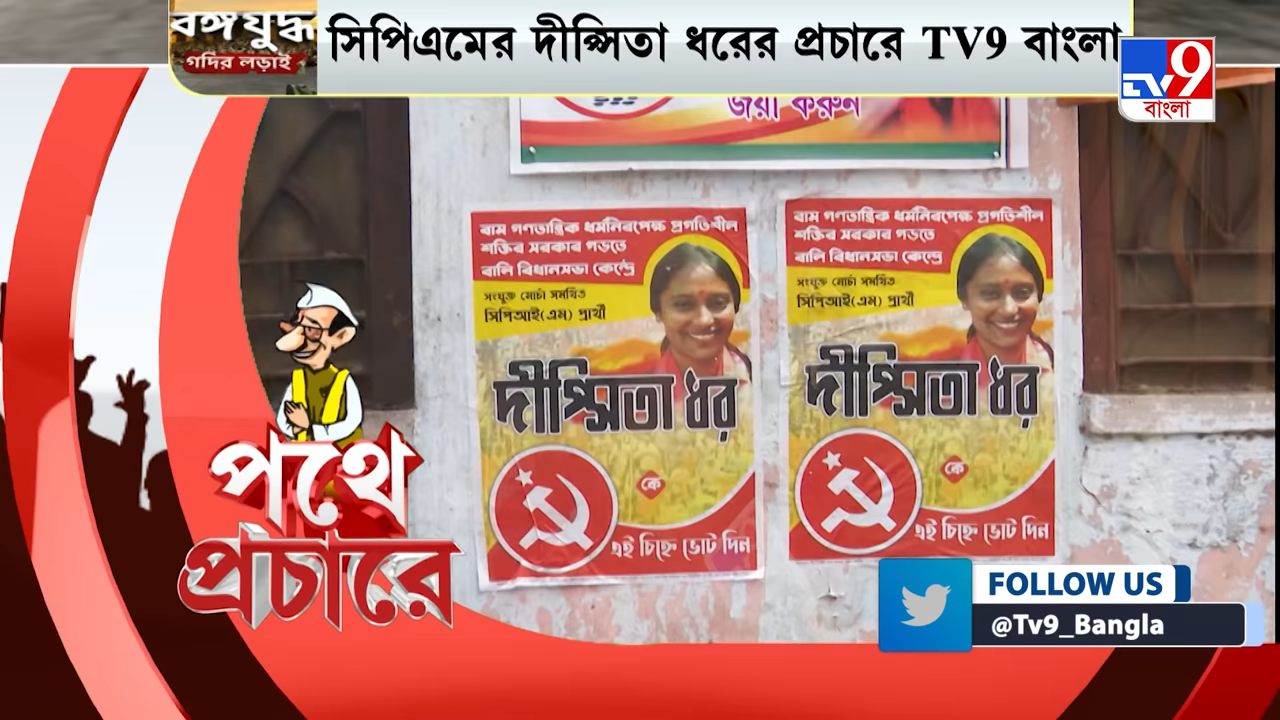 বঙ্গযুদ্ধ
গদির লড়াই
সিপিএমের দীপ্সিতা ধরের প্রচারে TV9 বাংলা
TV9
বাংলা
জয়ী করুন
বাম গণতান্ত্রিক ধর্মনিরপেক্ষ প্রগতিশীল
শক্তির সরকার গড়তে
বালি বিধানসভা কেন্দ্রে
সংযুক্ত মোর্চা সমর্থিত
সিপিআই(এম) প্রার্থী
দীপ্সিতা ধর
কে
এই চিহ্নে ভোট দিন
বাম গণতান্ত্রিক ধর্মনিরপেক্ষ প্রগতিশীল
শক্তির সরকার গড়তে
বালি বিধানসভা কেন্দ্রে
সংযুক্ত মোর্চা সমর্থিত
সিপিআই(এম) প্রার্থী
দীপ্সিতা ধর
কে
এই চিহ্নে ভোট দিন
পথে
প্রচারে
FOLLOW US
@Tv9_Bangla